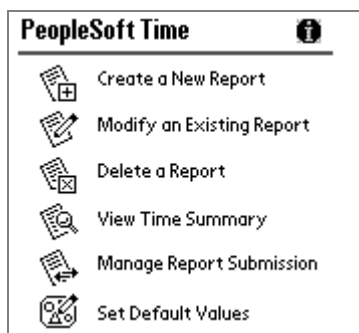 PeopleSoft Time
Create a New Report
Modify an Existing Report
Delete a Report
View Time Summary
Manage Report Submission
Set Default Values